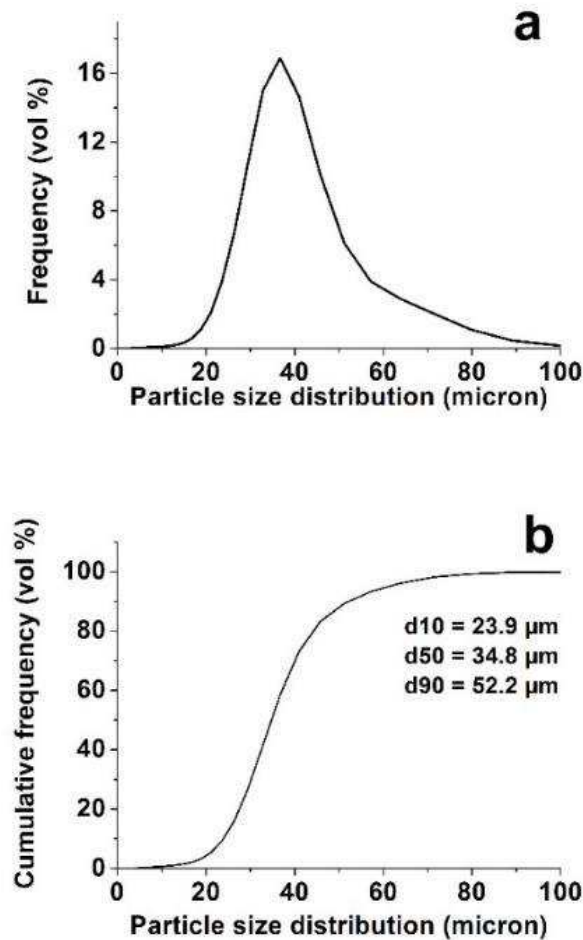 a
Frequency (vol %)
16
12
8
4
0
0 20 40 60 80 100
Particle size distribution (micron)
b
Cumulative frequency (vol %)
100
80
60
40
20
0
d10 = 23.9 µm
d50 = 34.8 µm
d90 = 52.2 µm
0 20 40 60 80 100
Particle size distribution (micron)